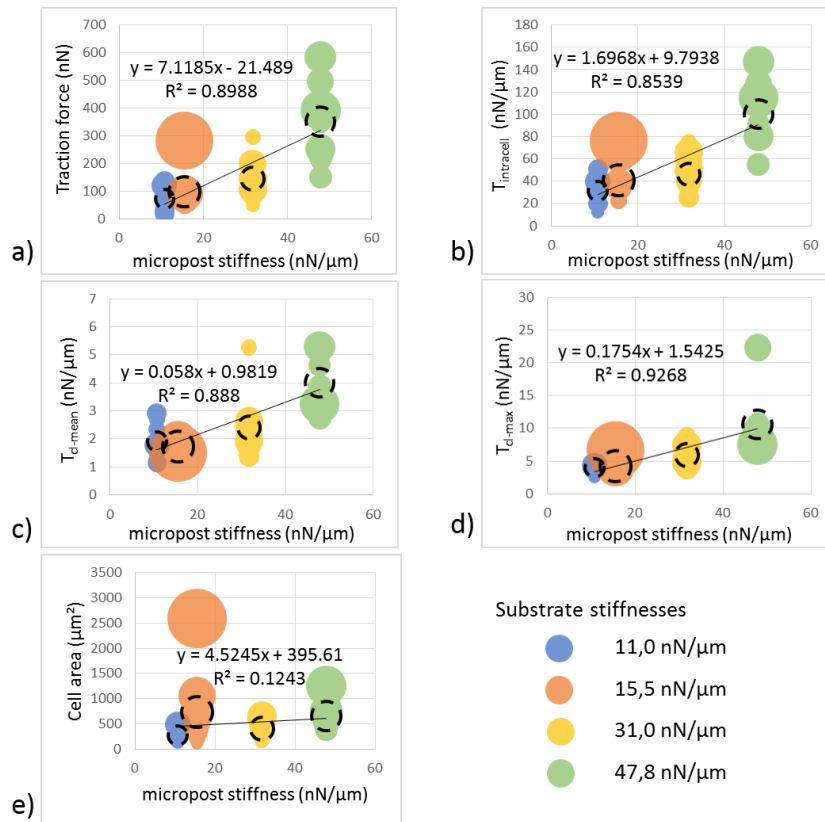 700
600
500
400
300
200
100
0
Traction force (nN)
y = 7.1185x - 21.489
R² = 0.8988
0 20 40 60
micropost stiffness (nN/µm)
a)
180
160
140
120
100
80
60
40
20
0
T_intracell (nN/µm)
y = 1.6968x + 9.7938
R² = 0.8539
0 20 40 60
micropost stiffness (nN/µm)
b)
7
6
5
4
3
2
1
0
T_cl-mean (nN/µm)
y = 0.058x + 0.9819
R² = 0.888
0 20 40 60
micropost stiffness (nN/µm)
c)
30
25
20
15
10
5
0
T_cl-max (nN/µm)
y = 0.1754x + 1.5425
R² = 0.9268
0 20 40 60
micropost stiffness (nN/µm)
d)
3500
3000
2500
2000
1500
1000
500
0
Cell area (µm²)
y = 4.5245x + 395.61
R² = 0.1243
0 20 40 60
micropost stiffness (nN/µm)
e)
Substrate stiffnesses
11,0 nN/µm
15,5 nN/µm
31,0 nN/µm
47,8 nN/µm